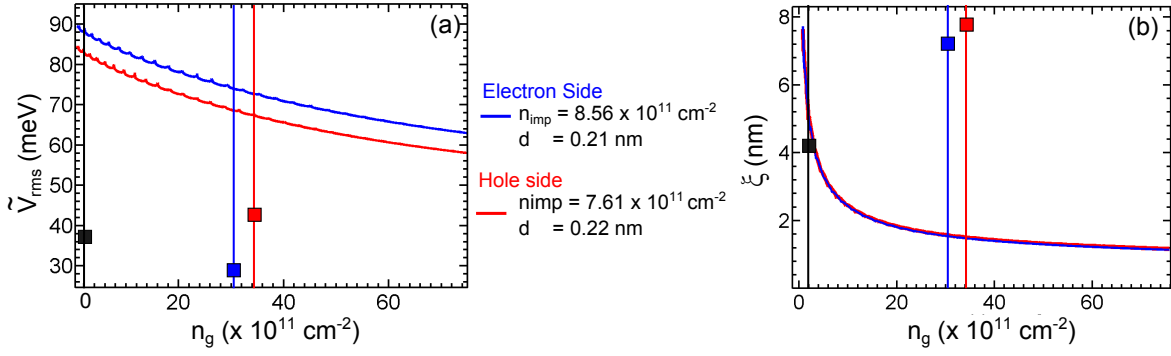 (a)
90
80
70
60
50
40
30
Ṽrms (meV)
0
20
40
60
ng (x 10^11 cm^-2)
Electron Side
nimp = 8.56 x 10^11 cm^-2
d = 0.21 nm
Hole side
nimp = 7.61 x 10^11 cm^-2
d = 0.22 nm
(b)
8
6
4
2
ξ (nm)
0
20
40
60
ng (x 10^11 cm^-2)